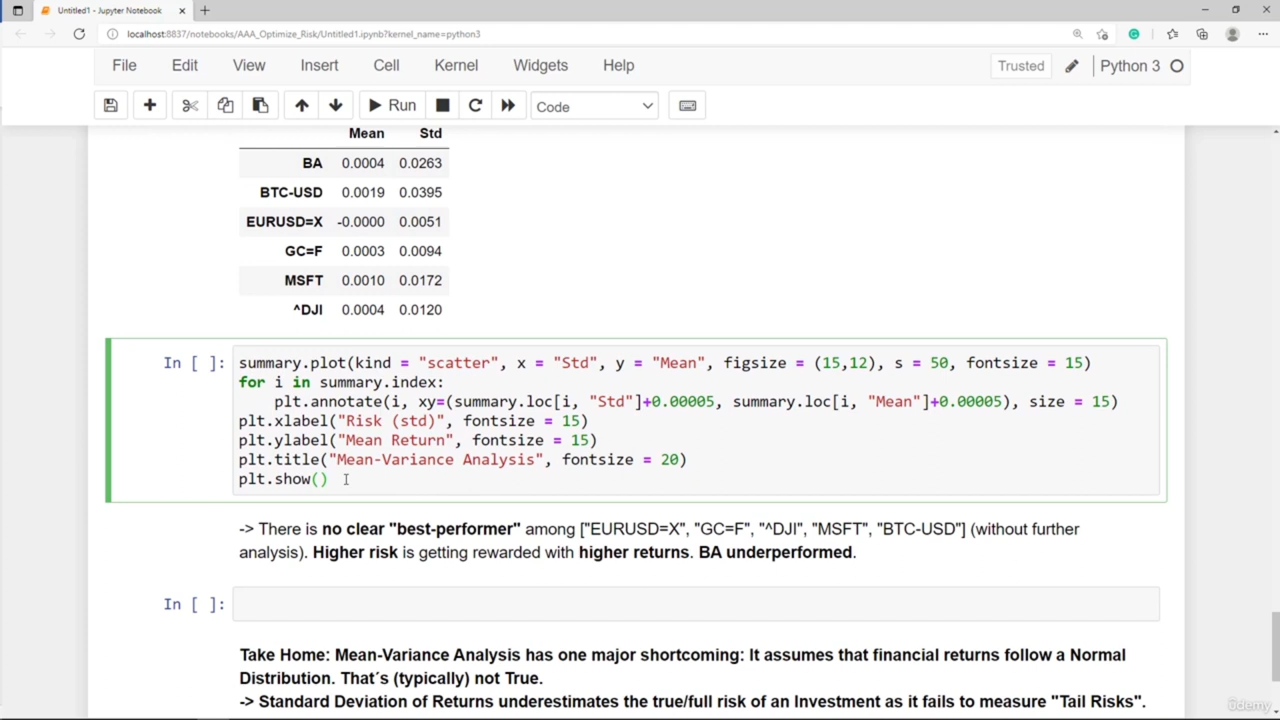 Untitled1 - Jupyter Notebook
localhost:8837/notebooks/AAA_Optimize_Risk/Untitled1.ipynb?kernel_name=python3
File Edit View Insert Cell Kernel Widgets Help Trusted Python 3
Run Code
Mean Std
BA 0.0004 0.0263
BTC-USD 0.0019 0.0395
EURUSD=X -0.0000 0.0051
GC=F 0.0003 0.0094
MSFT 0.0010 0.0172
^DJI 0.0004 0.0120
In [ ]: summary.plot(kind = "scatter", x = "Std", y = "Mean", figsize = (15,12), s = 50, fontsize = 15)
for i in summary.index:
    plt.annotate(i, xy=(summary.loc[i, "Std"]+0.00005, summary.loc[i, "Mean"]+0.00005), size = 15)
plt.xlabel("Risk (std)", fontsize = 15)
plt.ylabel("Mean Return", fontsize = 15)
plt.title("Mean-Variance Analysis", fontsize = 20)
plt.show()
-> There is no clear "best-performer" among ["EURUSD=X", "GC=F", "^DJI", "MSFT", "BTC-USD"] (without further
analysis). Higher risk is getting rewarded with higher returns. BA underperformed.
In [ ]:
Take Home: Mean-Variance Analysis has one major shortcoming: It assumes that financial returns follow a Normal
Distribution. That´s (typically) not True.
-> Standard Deviation of Returns underestimates the true/full risk of an Investment as it fails to measure "Tail Risks".
ûdemy